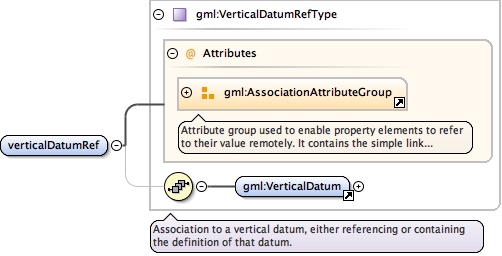 gml:VerticalDatumRefType
@ Attributes
gml:AssociationAttributeGroup
Attribute group used to enable property elements to refer
to their value remotely. It contains the simple link...
verticalDatumRef
gml:VerticalDatum
Association to a vertical datum, either referencing or containing
the definition of that datum.